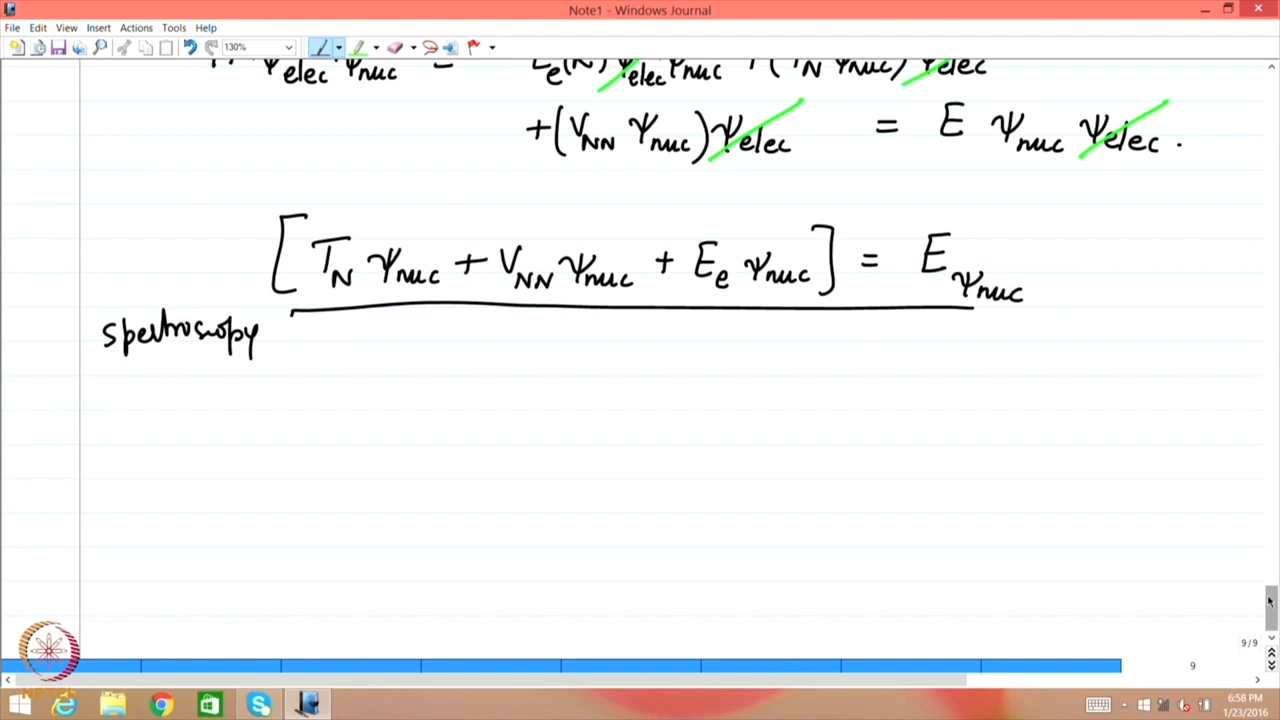 Note1 - Windows Journal
File Edit View Insert Actions Tools Help
130%
ψelec ψnuc = Ee(N) ψelec ψnuc + (TN ψnuc) ψelec
+(VNN ψnuc) ψelec = E ψnuc ψelec .
[TN ψnuc + VNN ψnuc + Ee ψnuc] = E ψnuc
spectroscopy
9/9
9
NPTEL
6:58 PM
1/23/2016